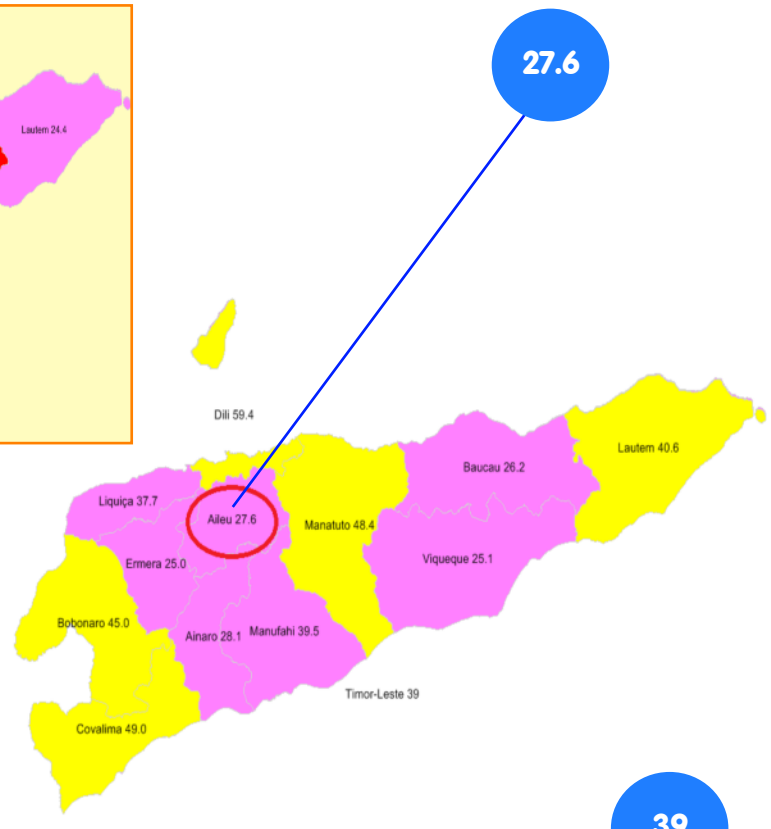 27.6
Lautem 24.4
Dili 59.4
Lautem 40.6
Baucau 26.2
Liquiça 37.7
Aileu 27.6
Manatuto 48.4
Viqueque 25.1
Ermera 25.0
Bobonaro 45.0
Ainaro 28.1
Manufahi 39.5
Timor-Leste 39
Covalima 49.0
39